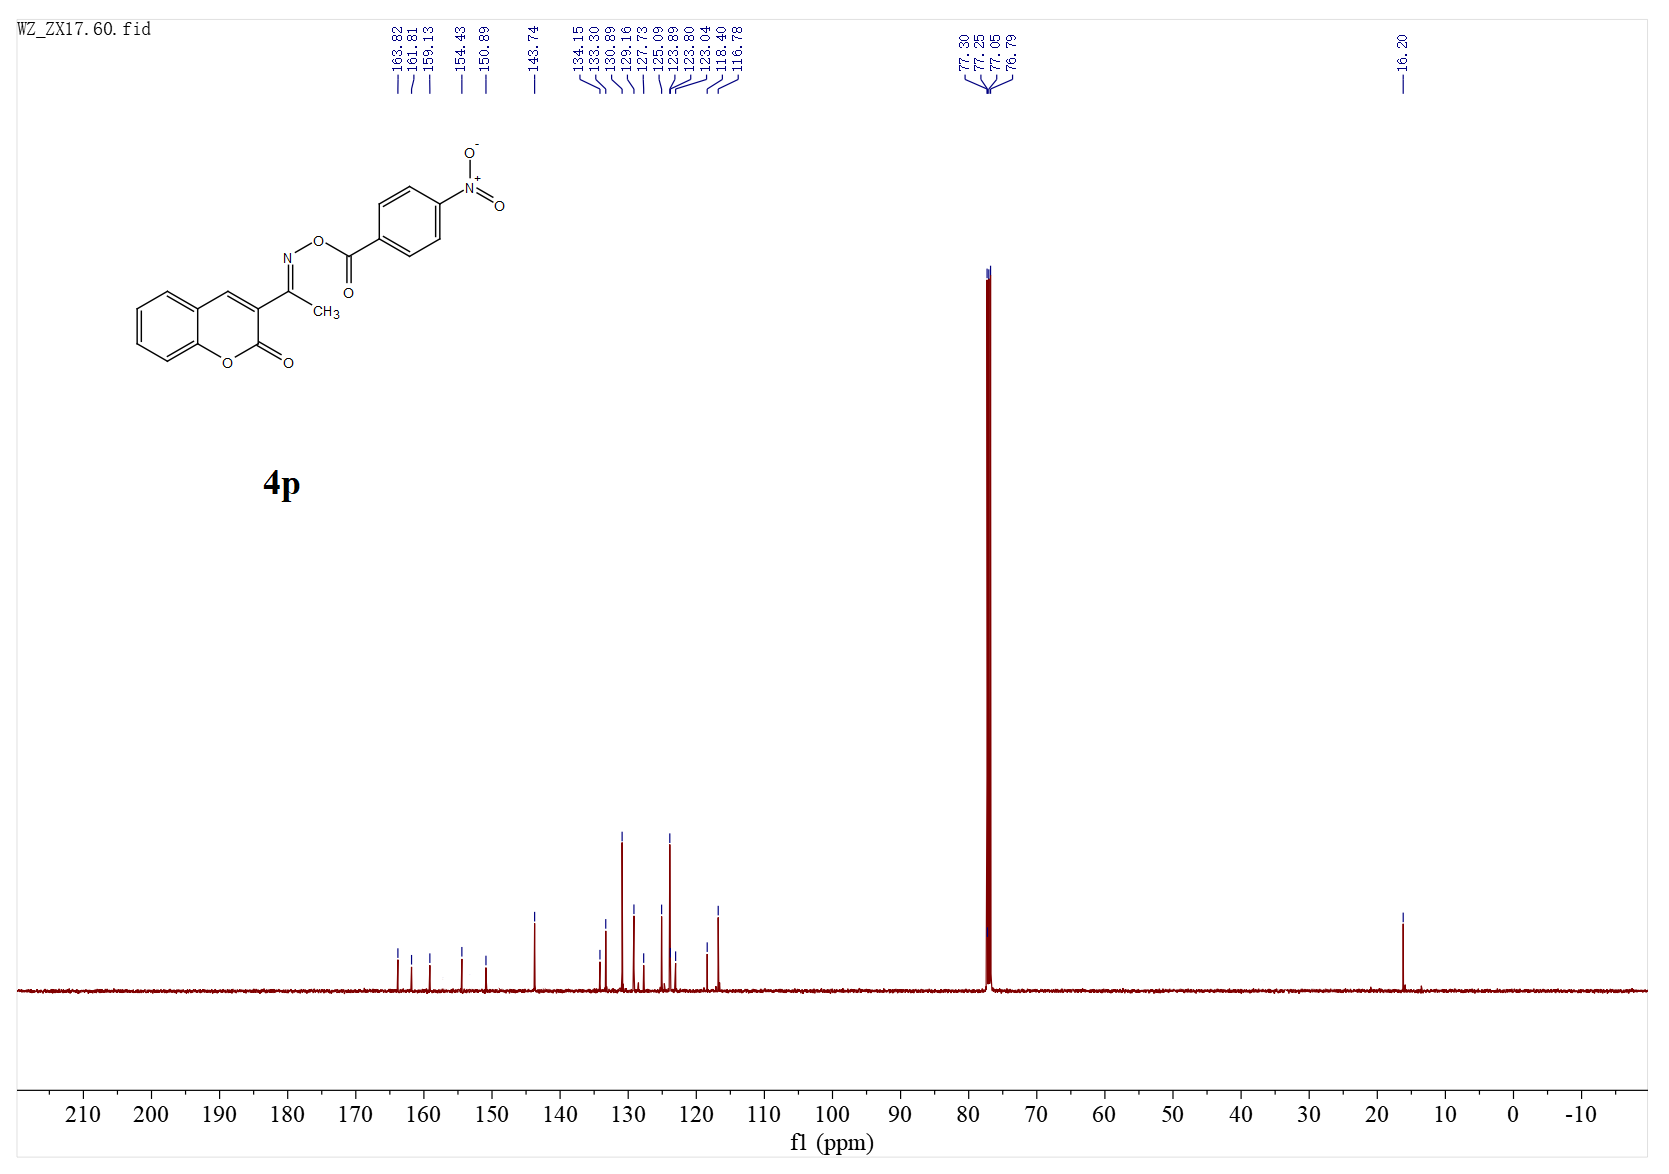 WZ_ZX17.60.fid
163.82
161.81
159.13
154.43
150.89
143.74
134.15
133.30
130.89
129.16
127.73
125.09
123.89
123.80
123.04
118.40
116.78
77.30
77.25
77.05
76.79
16.20
O-
N+
O
O
N
O
CH3
O
O
4p
210 200 190 180 170 160 150 140 130 120 110 100 90 80 70 60 50 40 30 20 10 0 -10
f1 (ppm)